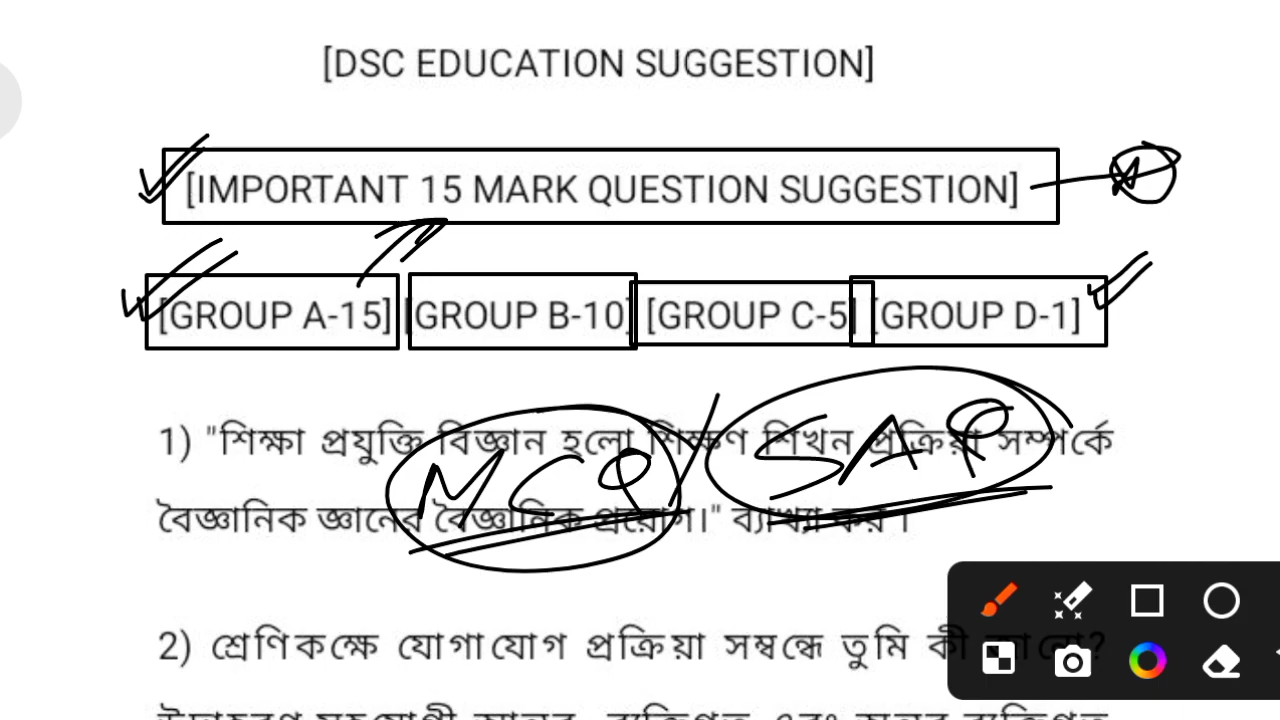 [DSC EDUCATION SUGGESTION]
[IMPORTANT 15 MARK QUESTION SUGGESTION]
[GROUP A-15] [GROUP B-10] [GROUP C-5] [GROUP D-1]
1) "শিক্ষা প্রযুক্তি বিজ্ঞান হলো শিক্ষণ শিখন প্রক্রিয়া সম্পর্কে
MCQ / SAQ
বৈজ্ঞানিক জ্ঞানের বৈজ্ঞানিক প্রয়োগ।" ব্যাখ্যা কর ।
2) শ্রেণিকক্ষে যোগাযোগ প্রক্রিয়া সম্বন্ধে তুমি কী জানো?